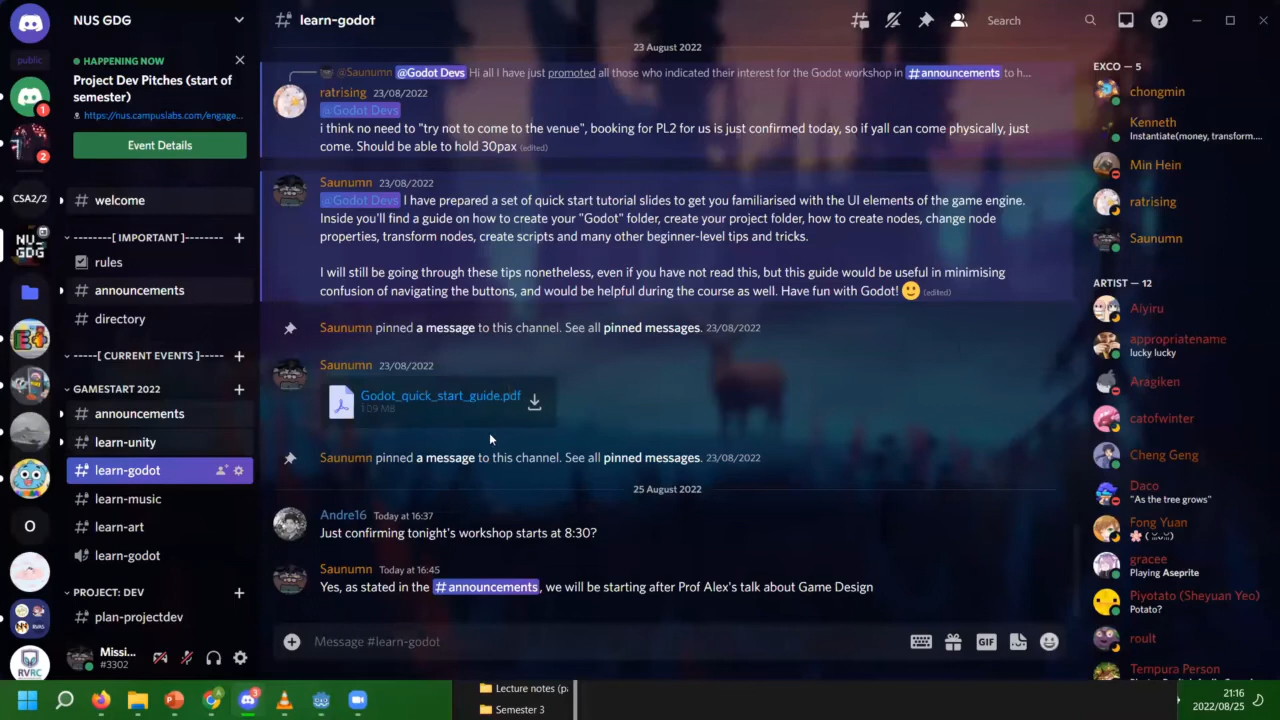 NUS GDG
public
HAPPENING NOW
Project Dev Pitches (start of
semester)
https://nus.campuslabs.com/engage...
Event Details
1
2
CSA2/2
NU
GDG
O
RVRC
welcome
-------[ IMPORTANT ]-------
rules
announcements
directory
-----[ CURRENT EVENTS ]-----
GAMESTART 2022
announcements
learn-unity
learn-godot
learn-music
learn-art
learn-godot
PROJECT: DEV
plan-projectdev
Missi...
#3302
learn-godot
Search
23 August 2022
@Saunumn @Godot Devs Hi all I have just promoted all those who indicated their interest for the Godot workshop in # announcements to h...
ratrising 23/08/2022
@Godot Devs
i think no need to "try not to come to the venue", booking for PL2 for us is just confirmed today, so if yall can come physically, just
come. Should be able to hold 30pax (edited)
Saunumn 23/08/2022
@Godot Devs I have prepared a set of quick start tutorial slides to get you familiarised with the UI elements of the game engine.
Inside you'll find a guide on how to create your "Godot" folder, create your project folder, how to create nodes, change node
properties, transform nodes, create scripts and many other beginner-level tips and tricks.
I will still be going through these tips nonetheless, even if you have not read this, but this guide would be useful in minimising
confusion of navigating the buttons, and would be helpful during the course as well. Have fun with Godot! (edited)
Saunumn pinned a message to this channel. See all pinned messages. 23/08/2022
Saunumn 23/08/2022
Godot_quick_start_guide.pdf
Saunumn pinned a message to this channel. See all pinned messages. 23/08/2022
25 August 2022
Andre16 Today at 16:37
Just confirming tonight's workshop starts at 8:30?
Saunumn Today at 16:45
Yes, as stated in the # announcements, we will be starting after Prof Alex's talk about Game Design
Message #learn-godot
GIF
EXCO — 5
chongmin
Kenneth
Instantiate(money, transform....
Min Hein
ratrising
Saunumn
ARTIST — 12
Aiyiru
appropriatename
lucky lucky
Aragiken
catofwinter
Cheng Geng
Daco
"As the tree grows"
Fong Yuan
gracee
Playing Aseprite
Piyotato (Sheyuan Yeo)
Potato?
roult
Tempura Person
3
Lecture notes (pa
Semester 3
21:16
2022/08/25